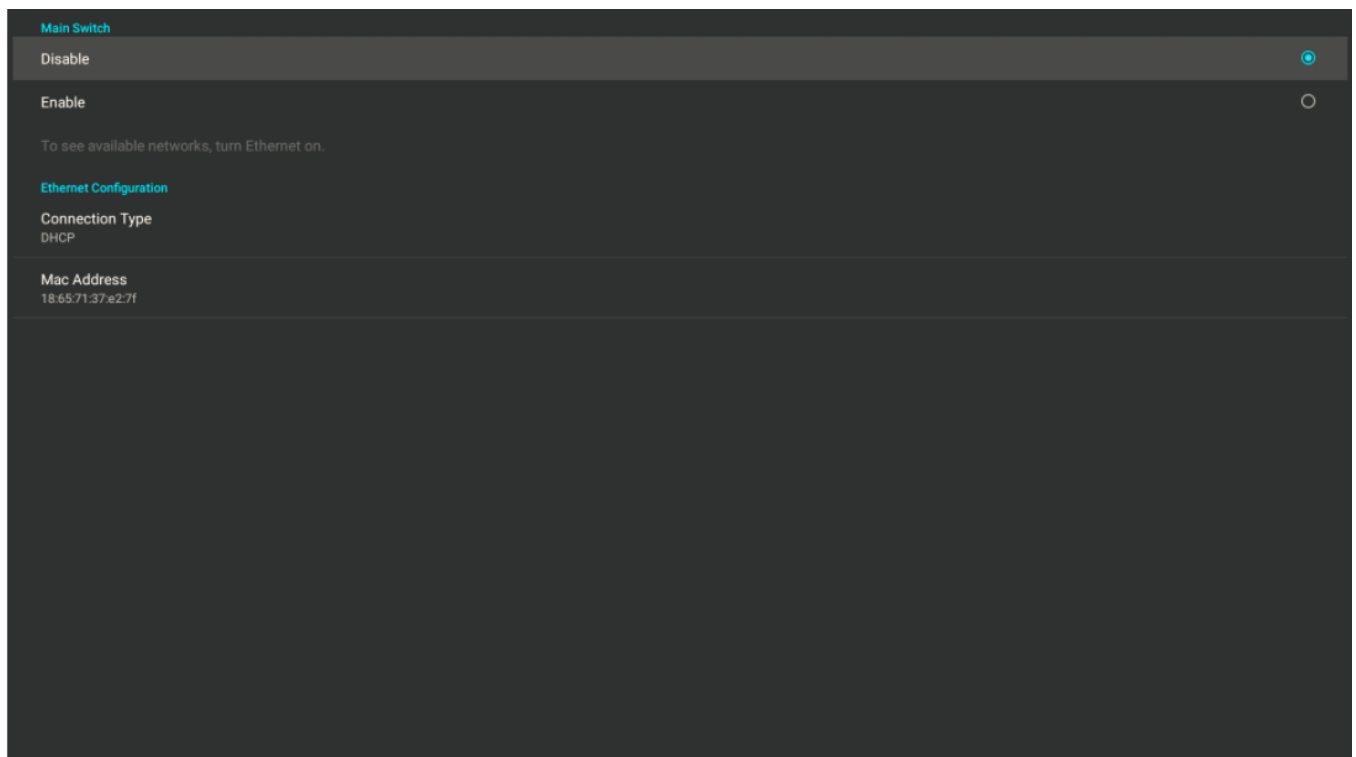 Main Switch
Disable
Enable
To see available networks, turn Ethernet on.
Ethernet Configuration
Connection Type
DHCP
Mac Address
18:65:71:37:e2:7f